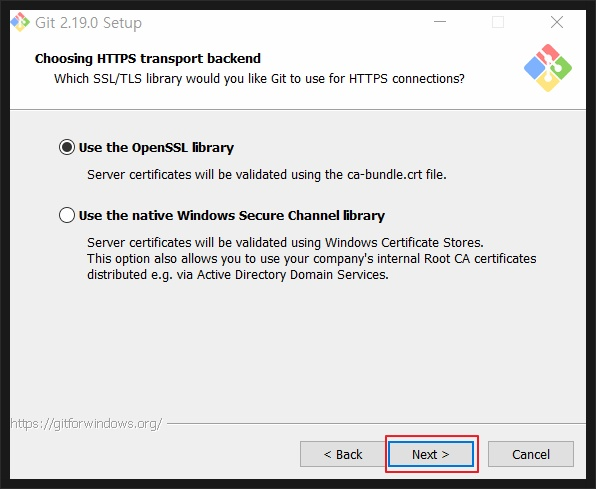 Git 2.19.0 Setup
Choosing HTTPS transport backend
Which SSL/TLS library would you like Git to use for HTTPS connections?
Use the OpenSSL library
Server certificates will be validated using the ca-bundle.crt file.
Use the native Windows Secure Channel library
Server certificates will be validated using Windows Certificate Stores.
This option also allows you to use your company's internal Root CA certificates
distributed e.g. via Active Directory Domain Services.
https://gitforwindows.org/
< Back Next > Cancel